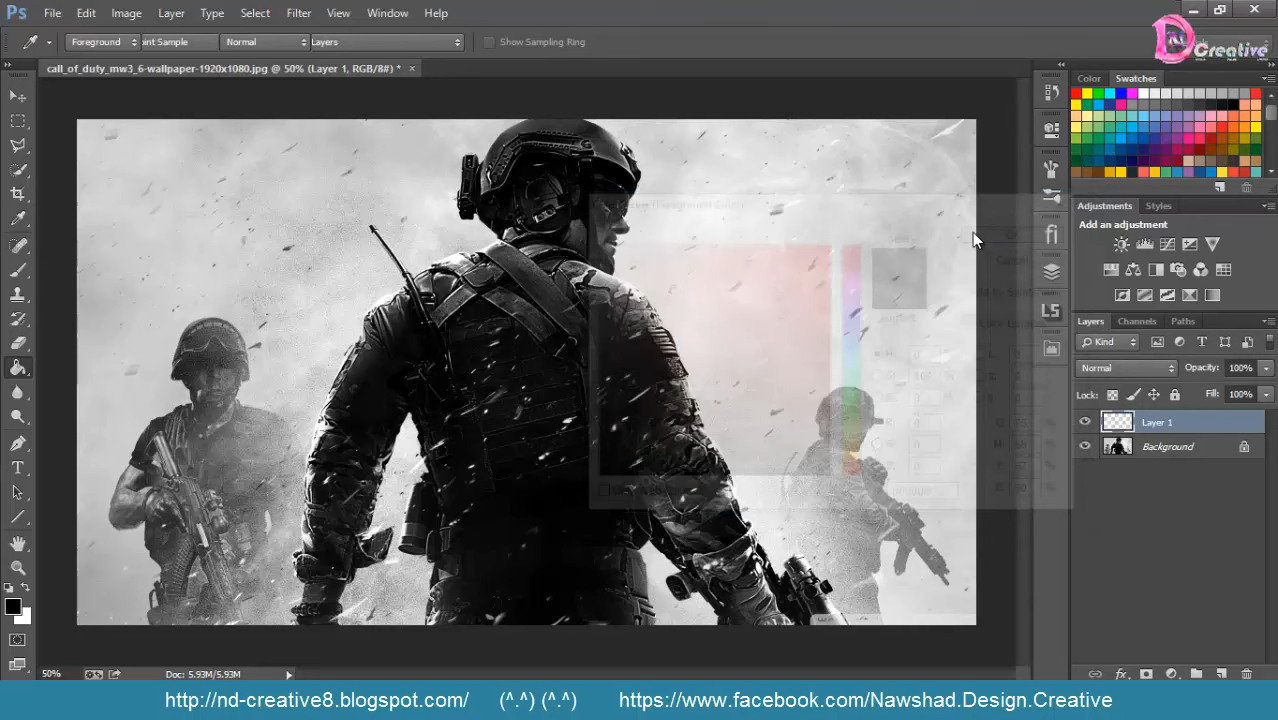 Ps File Edit Image Layer Type Select Filter View Window Help
Foreground int Sample Normal Layers Show Sampling Ring
D Creative
call_of_duty_mw3_6-wallpaper-1920x1080.jpg @ 50% (Layer 1, RGB/8#) * ×
Color Swatches
Adjustments Styles
Add an adjustment
Cancel
Layers Channels Paths
Kind
Normal Opacity: 100%
Lock: Fill: 100%
Layer 1
Background
50% Doc: 5.93M/5.93M
http://nd-creative8.blogspot.com/ (^.^) (^.^) https://www.facebook.com/Nawshad.Design.Creative